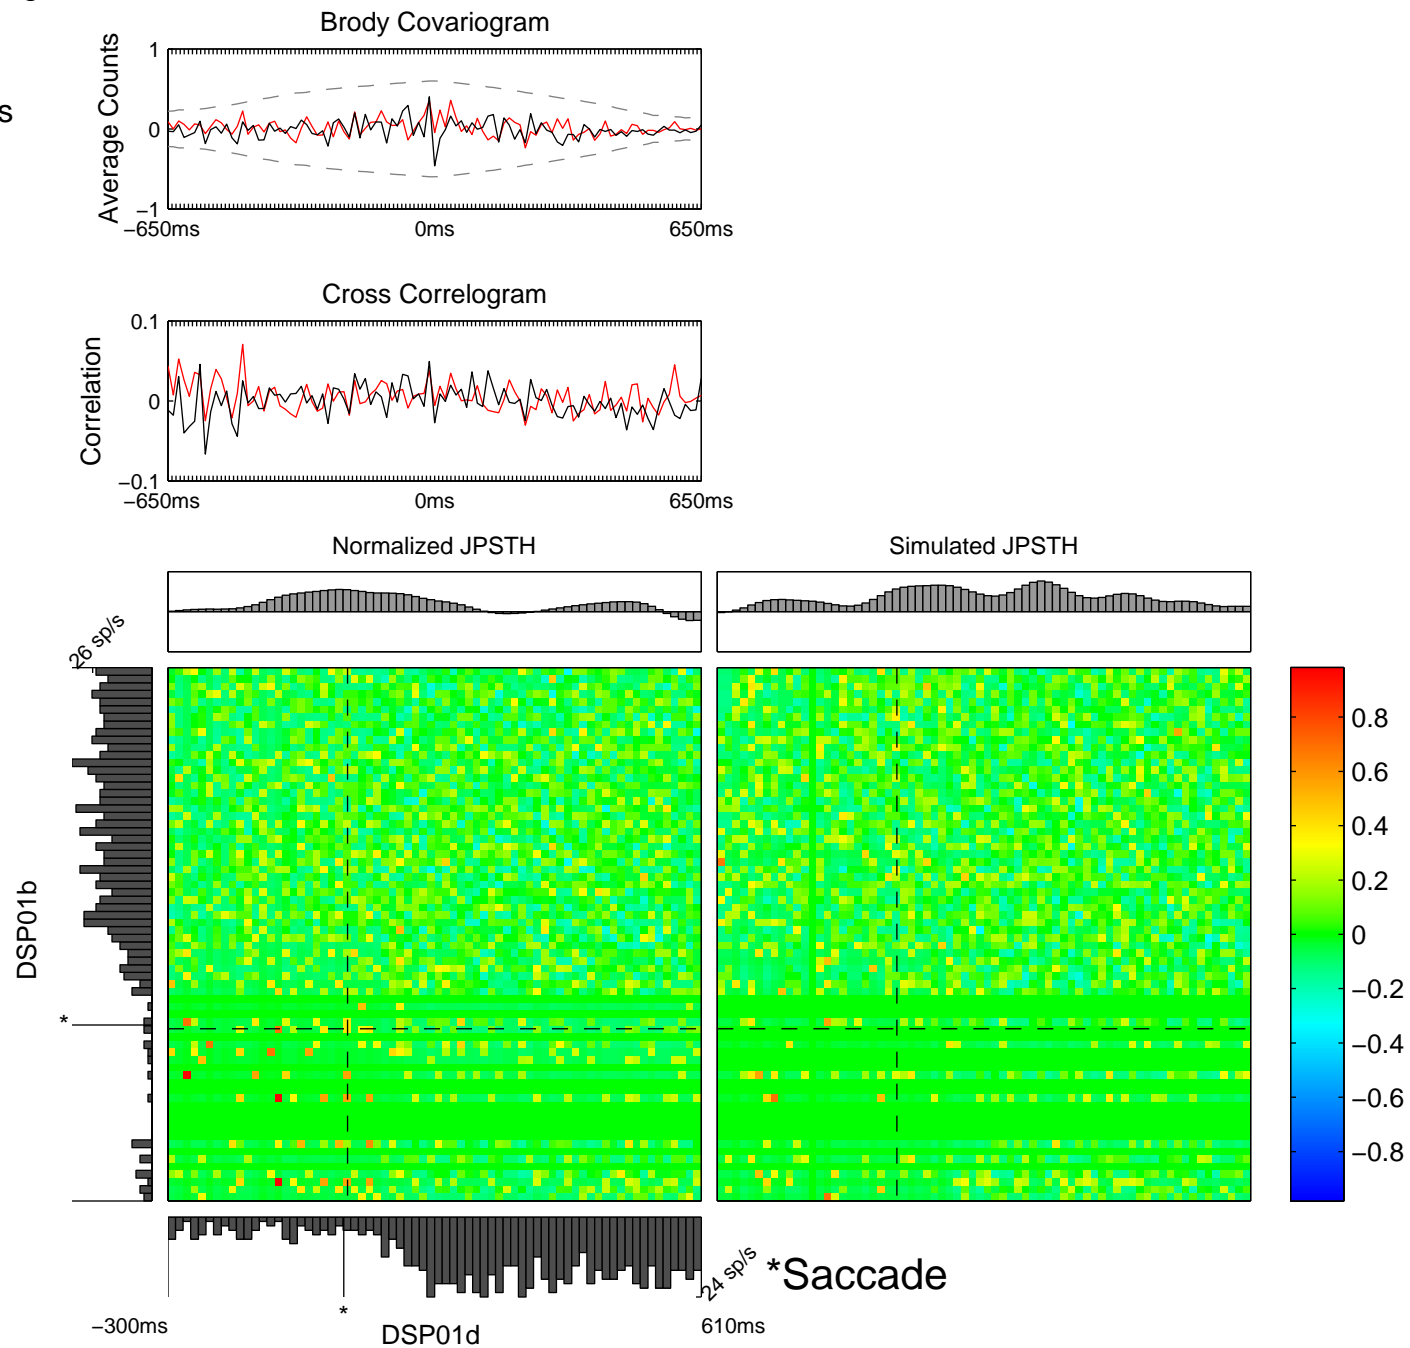 g
Brody Covariogram
Average Counts
1
0
−1
s
−650ms
0ms
650ms
Cross Correlogram
Correlation
0.1
0
−0.1
−650ms
0ms
650ms
Normalized JPSTH
Simulated JPSTH
26 sp/s
DSP01b
*
0.8
0.6
0.4
0.2
0
−0.2
−0.4
−0.6
−0.8
24 sp/s
*Saccade
*
−300ms
DSP01d
610ms